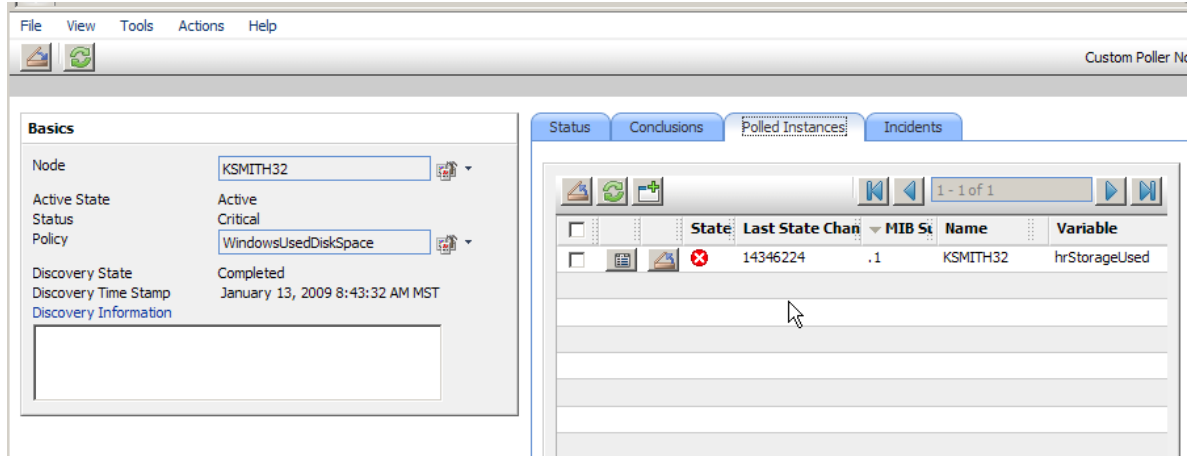 File View Tools Actions Help
Custom Poller No
Basics
Node KSMITH32
Active State Active
Status Critical
Policy WindowsUsedDiskSpace
Discovery State Completed
Discovery Time Stamp January 13, 2009 8:43:32 AM MST
Discovery Information
Status Conclusions Polled Instances Incidents
1 - 1 of 1
State Last State Chan MIB Su Name Variable
14346224 .1 KSMITH32 hrStorageUsed